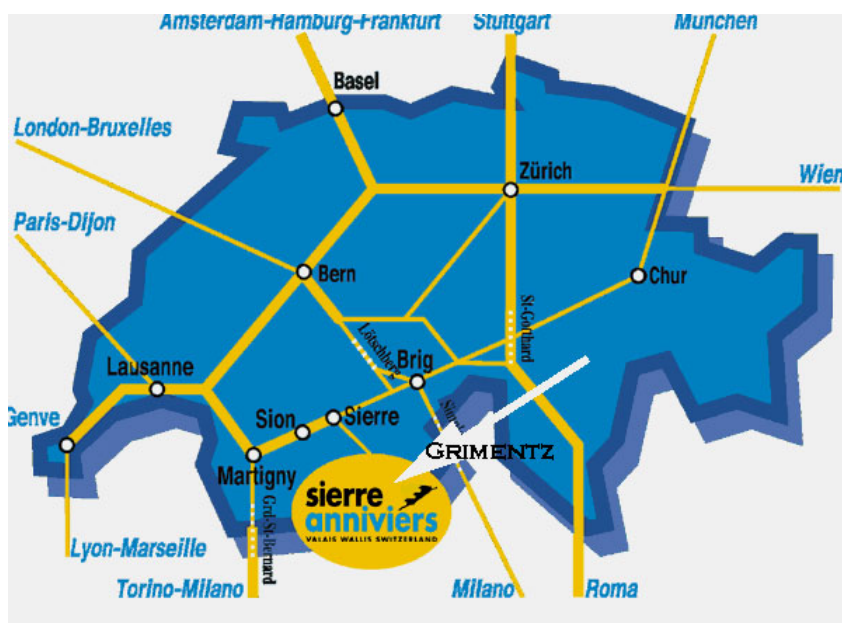 Amsterdam-Hamburg-Frankfurt
Stuttgart
München
Basel
London-Bruxelles
Zürich
Wien
Paris-Dijon
Bern
Chur
St-Gotthard
Lötschberg
Lausanne
Brig
Genve
Sion
Sierre
GRIMENTZ
Martigny
sierre
anniviers
VALAIS WALLIS SWITZERLAND
Grd-St-Bernard
Lyon-Marseille
Torino-Milano
Milano
Roma